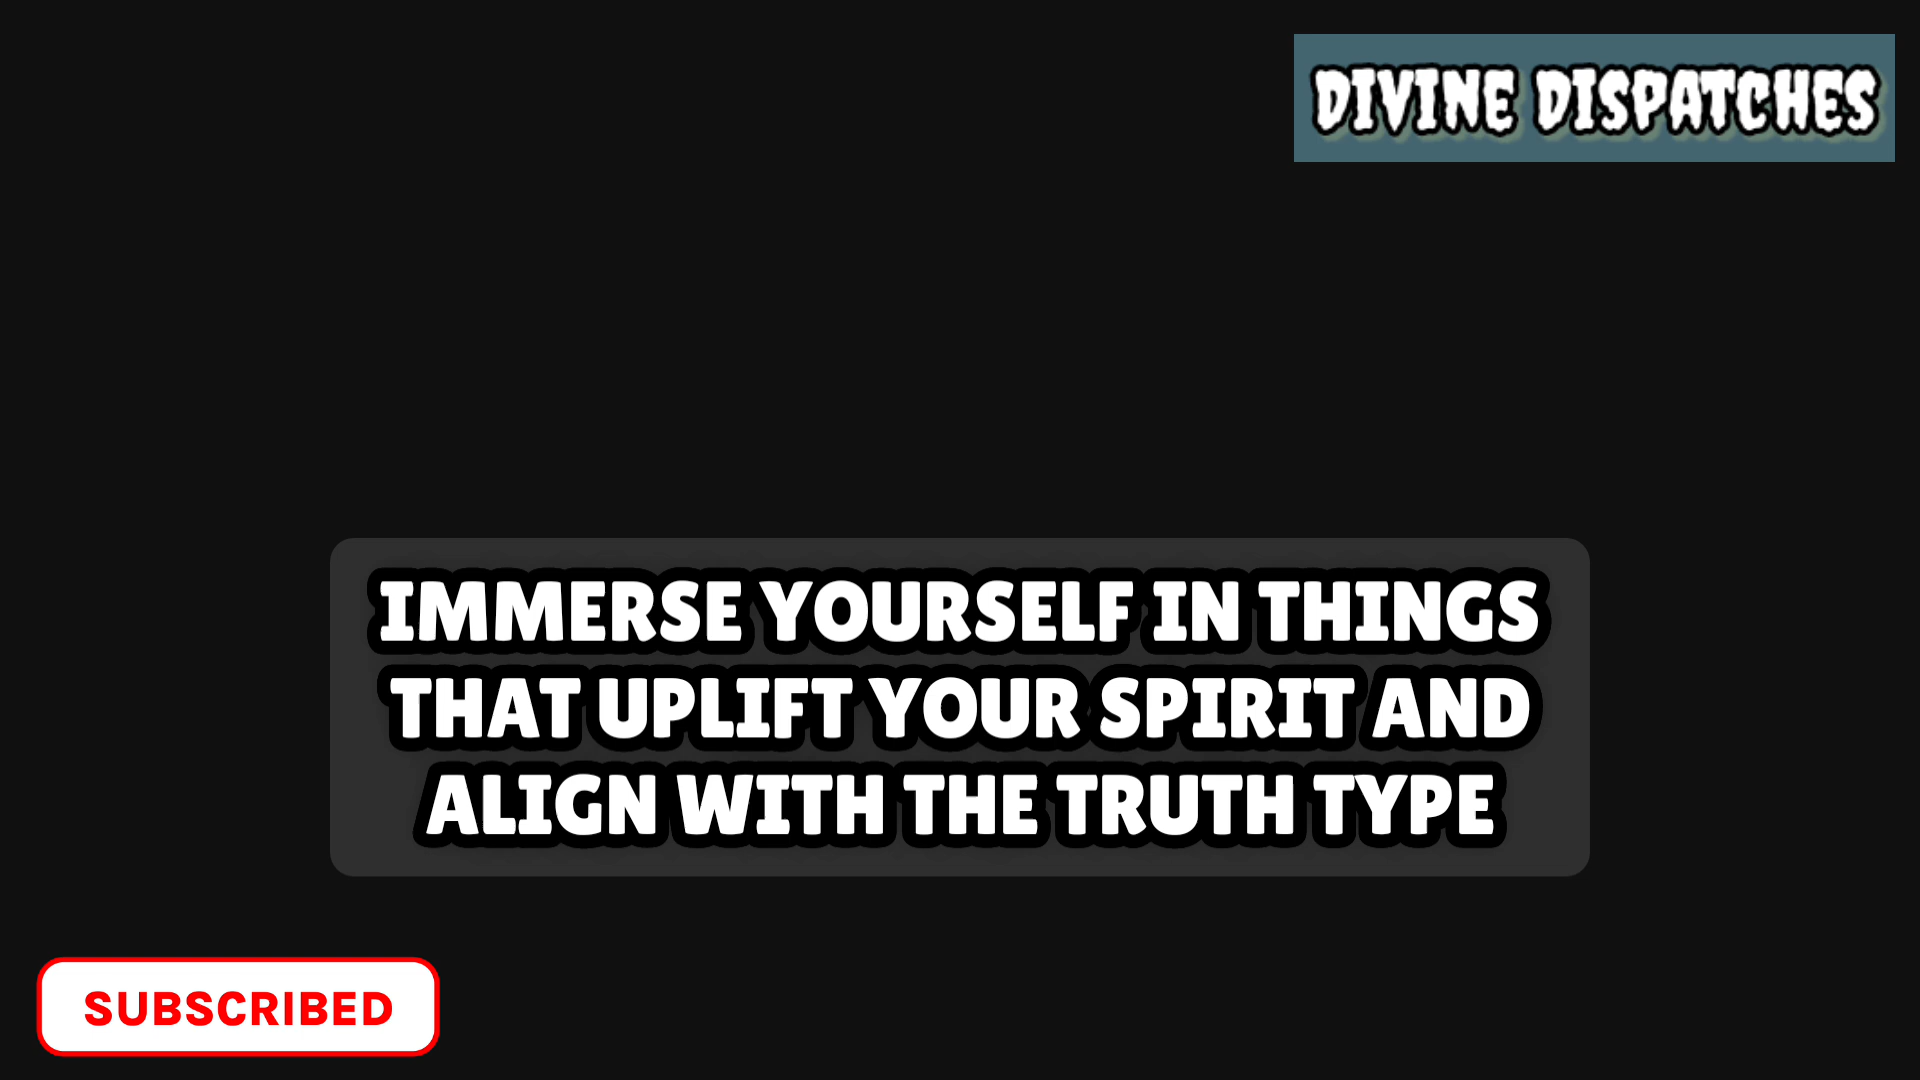 DIVINE DISPATCHES
IMMERSE YOURSELF IN THINGS
THAT UPLIFT YOUR SPIRIT AND
ALIGN WITH THE TRUTH TYPE
SUBSCRIBED